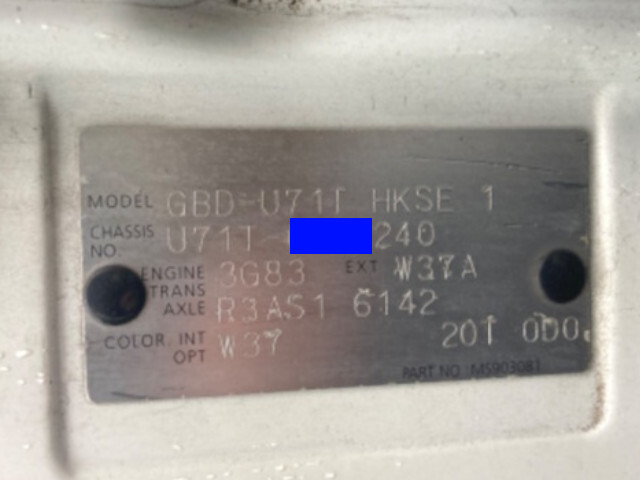 MODEL GBD-U71T HKSE 1
CHASSIS NO. U71T- 240
ENGINE 3G83 EXT W37A
TRANS AXLE R3AS1 6142
COLOR INT OPT W37 201 0D0
PART NO. MS903081